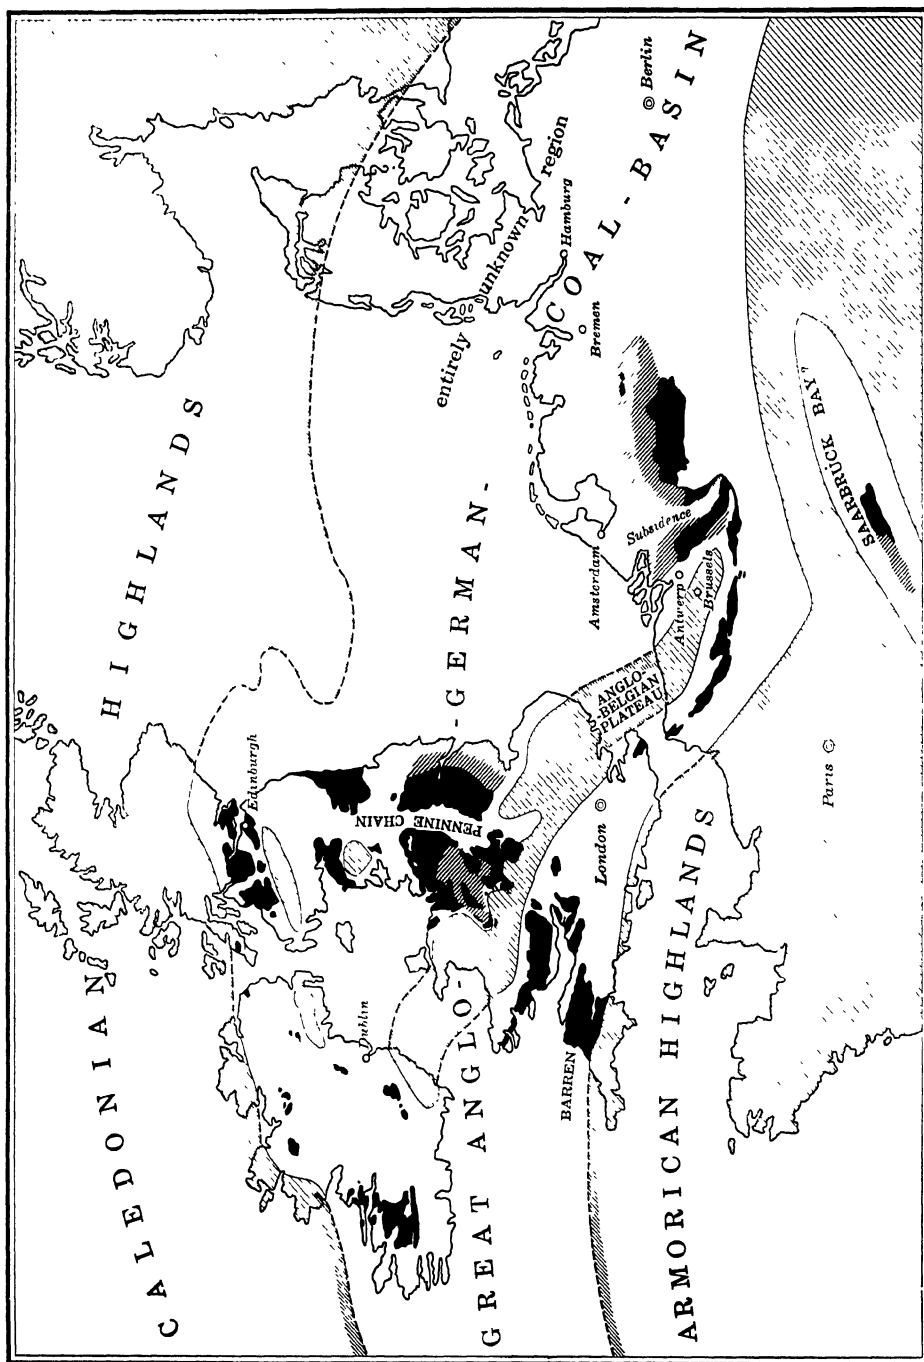 CALEDONIAN HIGHLANDS
Edinburgh
PENNINE CHAIN
Dublin
GREAT ANGLO-
-GERMAN-
COAL-BASIN
entirely
unknown
region
Hamburg
Bremen
Berlin
Amsterdam
Subsidence
Antwerp
Brussels
ANGLO-
BELGIAN
PLATEAU
London
BARREN
ARMORICAN HIGHLANDS
Paris
SAARBRÜCK BAY"